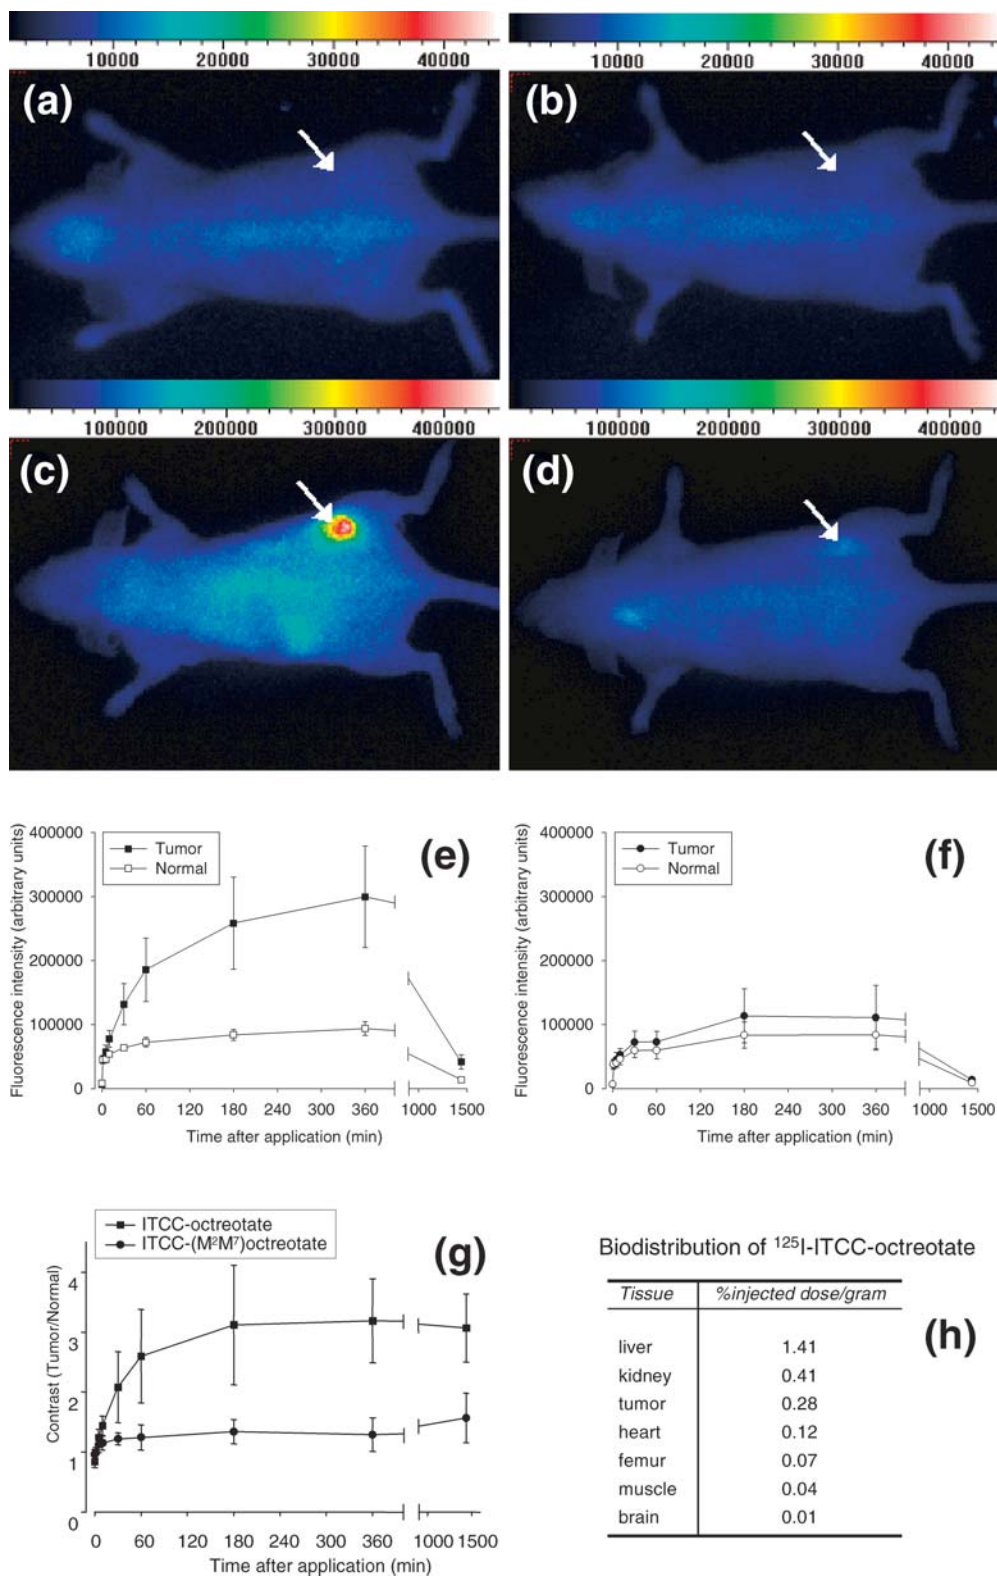 10000 20000 30000 40000
10000 20000 30000 40000
(a)
(b)
100000 200000 300000 400000
100000 200000 300000 400000
(c)
(d)
Fluorescence intensity (arbitrary units)
400000
300000
200000
100000
0
Tumor
Normal
(e)
0 60 120 180 240 300 360 1000 1500
Time after application (min)
Fluorescence intensity (arbitrary units)
400000
300000
200000
100000
0
Tumor
Normal
(f)
0 60 120 180 240 300 360 1000 1500
Time after application (min)
ITCC-octreotate
ITCC-(M²M⁷)octreotate
(g)
Contrast (Tumor/Normal)
4
3
2
1
0
0 60 120 180 240 300 360 1000 1500
Time after application (min)
Biodistribution of ¹²⁵I-ITCC-octreotate
Tissue %injected dose/gram
(h)
liver 1.41
kidney 0.41
tumor 0.28
heart 0.12
femur 0.07
muscle 0.04
brain 0.01